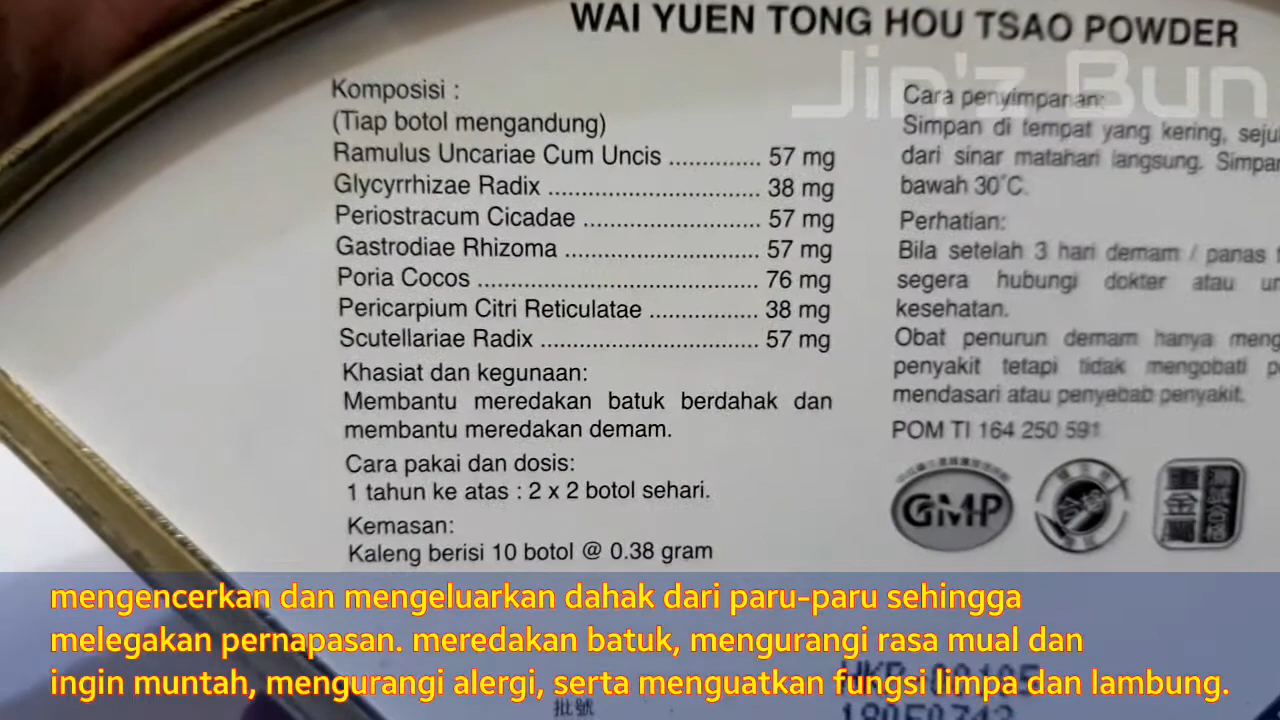 WAI YUEN TONG HOU TSAO POWDER
Jin'z Bun
Komposisi :
(Tiap botol mengandung)
Ramulus Uncariae Cum Uncis .............. 57 mg
Glycyrrhizae Radix ................................ 38 mg
Periostracum Cicadae ........................... 57 mg
Gastrodiae Rhizoma .............................. 57 mg
Poria Cocos ........................................... 76 mg
Pericarpium Citri Reticulatae ................. 38 mg
Scutellariae Radix ................................. 57 mg
Khasiat dan kegunaan:
Membantu meredakan batuk berdahak dan
membantu meredakan demam.
Cara pakai dan dosis:
1 tahun ke atas : 2 x 2 botol sehari.
Kemasan:
Kaleng berisi 10 botol @ 0.38 gram
Cara penyimpanan:
Simpan di tempat yang kering,
dari sinar matahari langsung. Simpan
bawah 30°C.
Perhatian:
Bila setelah 3 hari demam / panas
segera hubungi dokter atau
kesehatan.
Obat penurun demam hanya
penyakit tetapi tidak mengobati
mendasari atau penyebab penyakit.
POM TI 164 250 591
GMP
mengencerkan dan mengeluarkan dahak dari paru-paru sehingga
melegakan pernapasan. meredakan batuk, mengurangi rasa mual dan
ingin muntah, mengurangi alergi, serta menguatkan fungsi limpa dan lambung.
批號